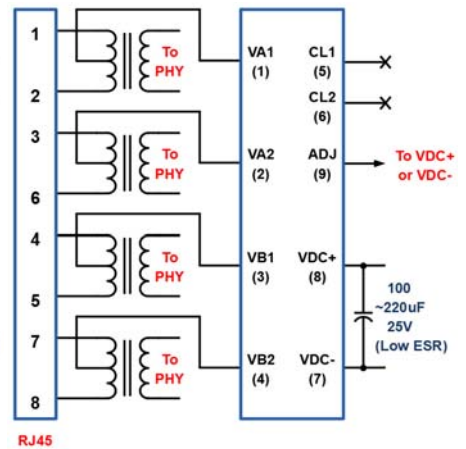 1
2
3
6
4
5
7
8
RJ45
To
PHY
To
PHY
To
PHY
To
PHY
VA1
(1)
VA2
(2)
VB1
(3)
VB2
(4)
CL1
(5)
CL2
(6)
ADJ
(9)
VDC+
(8)
VDC-
(7)
To VDC+
or VDC-
100
~220uF
25V
(Low ESR)